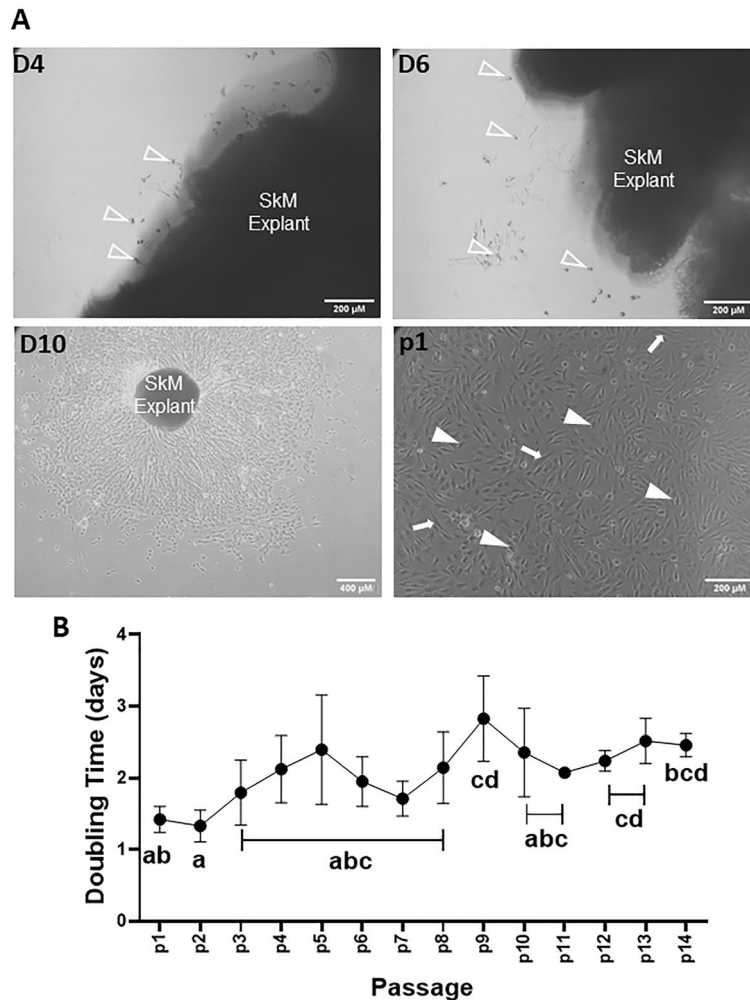 A
D4
SkM
Explant
200 µM
D6
SkM
Explant
200 µM
D10
SkM
Explant
400 µM
p1
200 µM
B
Doubling Time (days)
4
3
2
1
0
ab
a
abc
cd
abc
cd
bcd
p1 p2 p3 p4 p5 p6 p7 p8 p9 p10 p11 p12 p13 p14
Passage